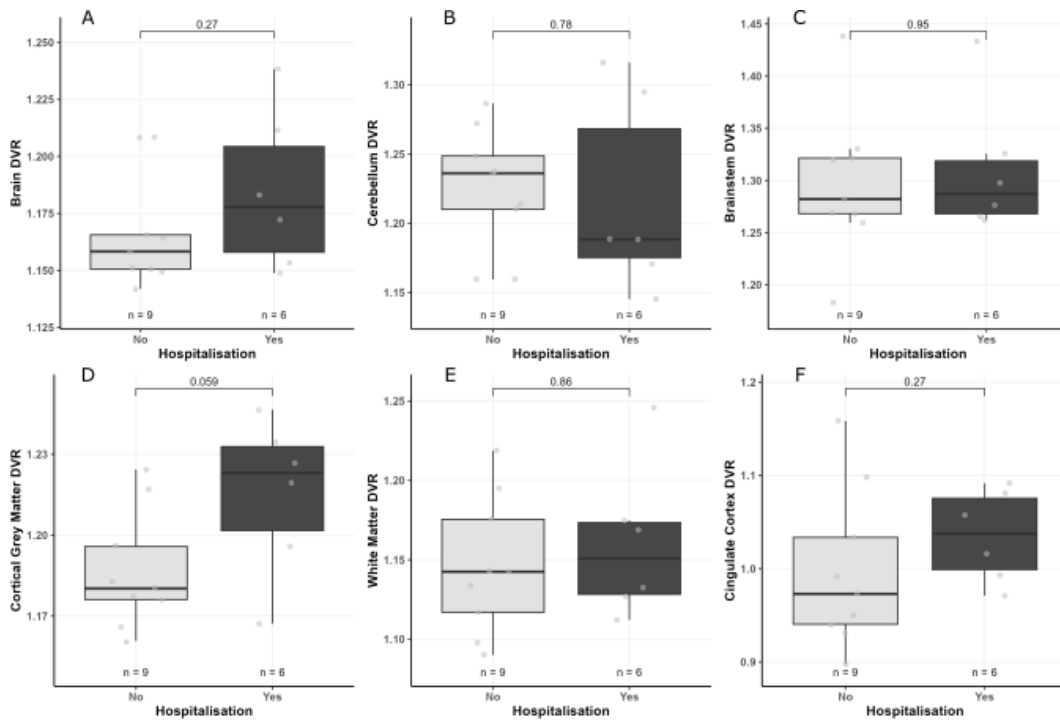 A
0.27
1.250
1.225
1.200
1.175
1.150
1.125
Brain DVR
n = 9
n = 6
No
Yes
Hospitalisation
B
0.78
1.30
1.25
1.20
1.15
Cerebellum DVR
n = 9
n = 6
No
Yes
Hospitalisation
C
0.95
1.45
1.40
1.35
1.30
1.25
1.20
Brainstem DVR
n = 9
n = 6
No
Yes
Hospitalisation
D
0.059
1.23
1.20
1.17
Cortical Grey Matter DVR
n = 9
n = 6
No
Yes
Hospitalisation
E
0.86
1.25
1.20
1.15
1.10
White Matter DVR
n = 9
n = 6
No
Yes
Hospitalisation
F
0.27
1.2
1.1
1.0
0.9
Cingulate Cortex DVR
n = 9
n = 6
No
Yes
Hospitalisation